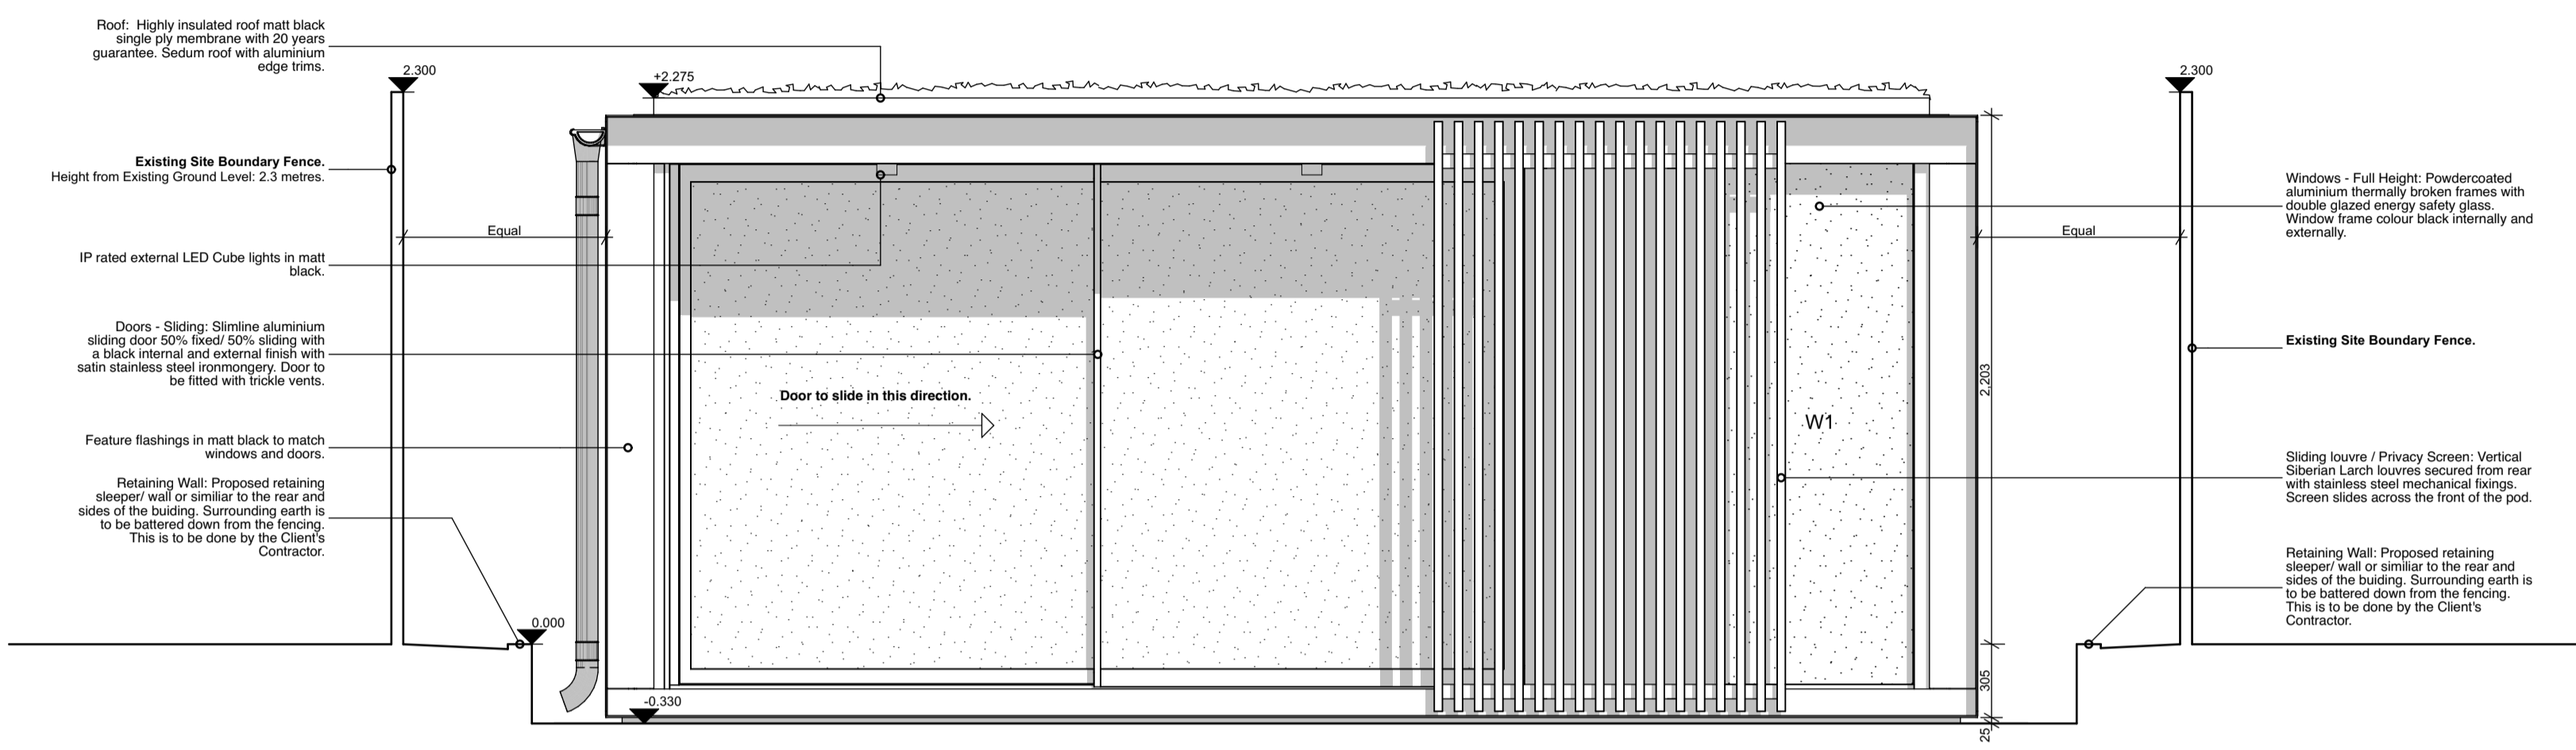 Roof: Highly insulated roof matt black
single ply membrane with 20 years
guarantee. Sedum roof with aluminium
edge trims.
2.300
+2.275
2.300
Existing Site Boundary Fence.
Height from Existing Ground Level: 2.3 metres.
Equal
IP rated external LED Cube lights in matt
black.
Doors - Sliding: Slimline aluminium
sliding door 50% fixed/ 50% sliding with
a black internal and external finish with
satin stainless steel ironmongery. Door to
be fitted with trickle vents.
Feature flashings in matt black to match
windows and doors.
Retaining Wall: Proposed retaining
sleeper/ wall or similiar to the rear and
sides of the buiding. Surrounding earth is
to be battered down from the fencing.
This is to be done by the Client's
Contractor.
0.000
-0.330
Door to slide in this direction.
W1
2,203
305
25
Equal
Windows - Full Height: Powdercoated
aluminium thermally broken frames with
double glazed energy safety glass.
Window frame colour black internally and
externally.
Existing Site Boundary Fence.
Sliding louvre / Privacy Screen: Vertical
Siberian Larch louvres secured from rear
with stainless steel mechanical fixings.
Screen slides across the front of the pod.
Retaining Wall: Proposed retaining
sleeper/ wall or similiar to the rear and
sides of the buiding. Surrounding earth is
to be battered down from the fencing.
This is to be done by the Client's
Contractor.